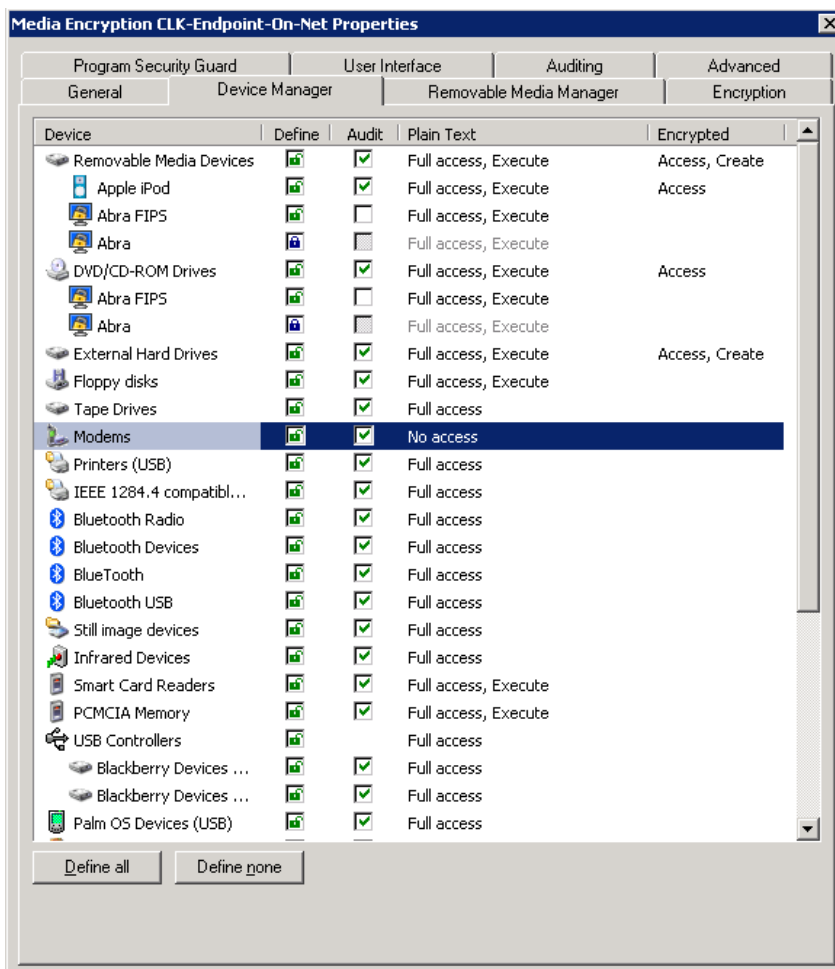 Media Encryption CLK-Endpoint-On-Net Properties
Program Security Guard User Interface Auditing Advanced
General Device Manager Removable Media Manager Encryption
Device Define Audit Plain Text Encrypted
Removable Media Devices Full access, Execute Access, Create
Apple iPod Full access, Execute Access
Abra FIPS Full access, Execute
Abra Full access, Execute
DVD/CD-ROM Drives Full access, Execute Access
Abra FIPS Full access, Execute
Abra Full access, Execute
External Hard Drives Full access, Execute Access, Create
Floppy disks Full access, Execute
Tape Drives Full access
Modems No access
Printers (USB) Full access
IEEE 1284.4 compatibl... Full access
Bluetooth Radio Full access
Bluetooth Devices Full access
BlueTooth Full access
Bluetooth USB Full access
Still image devices Full access
Infrared Devices Full access
Smart Card Readers Full access, Execute
PCMCIA Memory Full access, Execute
USB Controllers Full access
Blackberry Devices ... Full access
Blackberry Devices ... Full access
Palm OS Devices (USB) Full access
Define all Define none